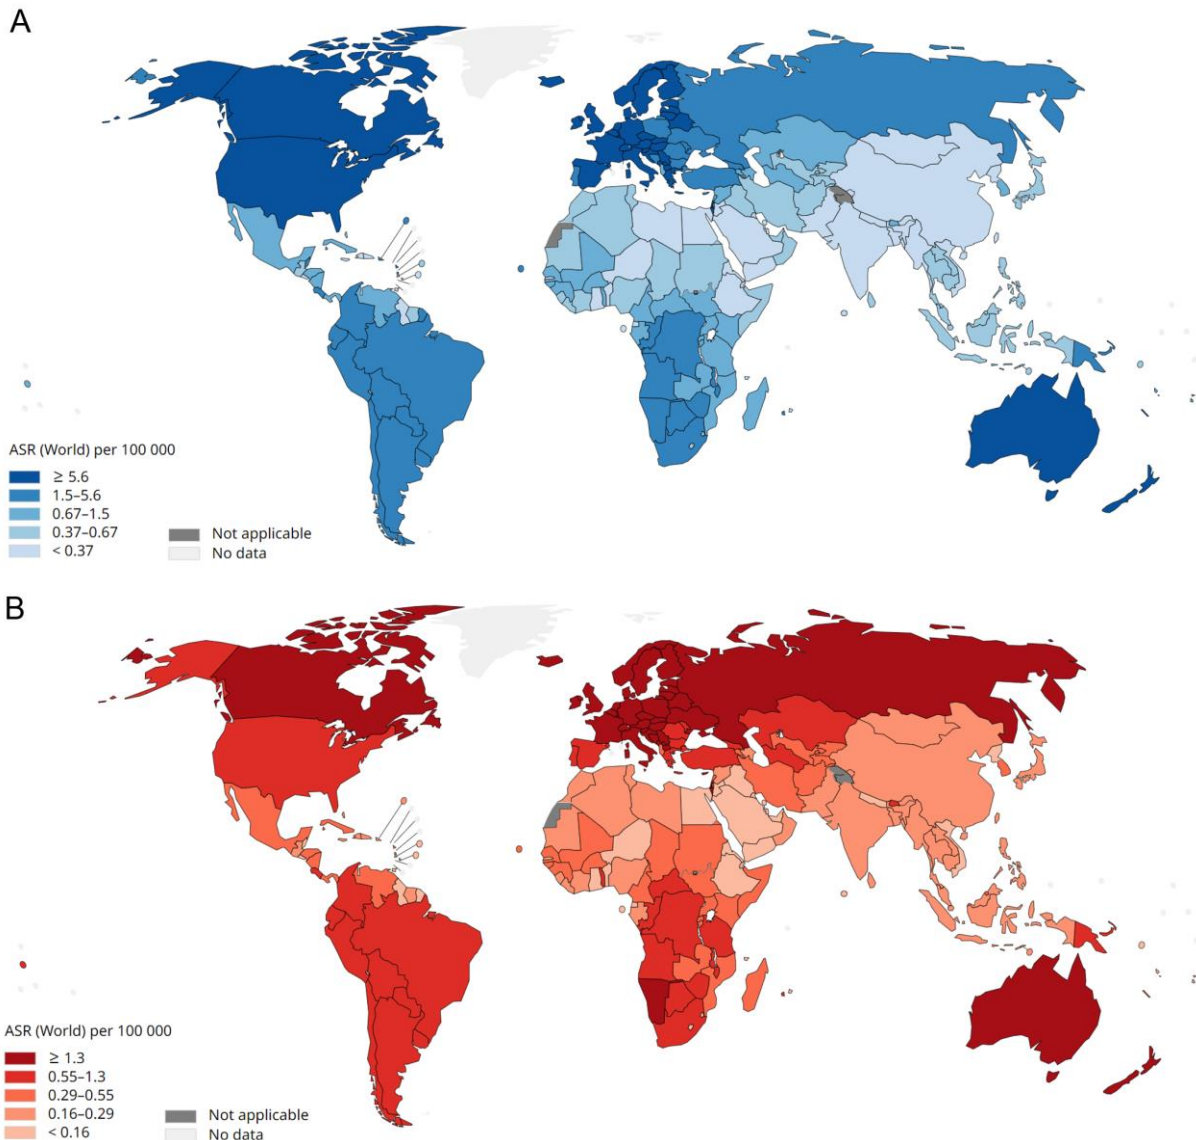 A
ASR (World) per 100 000
≥ 5.6
1.5–5.6
0.67–1.5
0.37–0.67
< 0.37
Not applicable
No data
B
ASR (World) per 100 000
≥ 1.3
0.55–1.3
0.29–0.55
0.16–0.29
< 0.16
Not applicable
No data